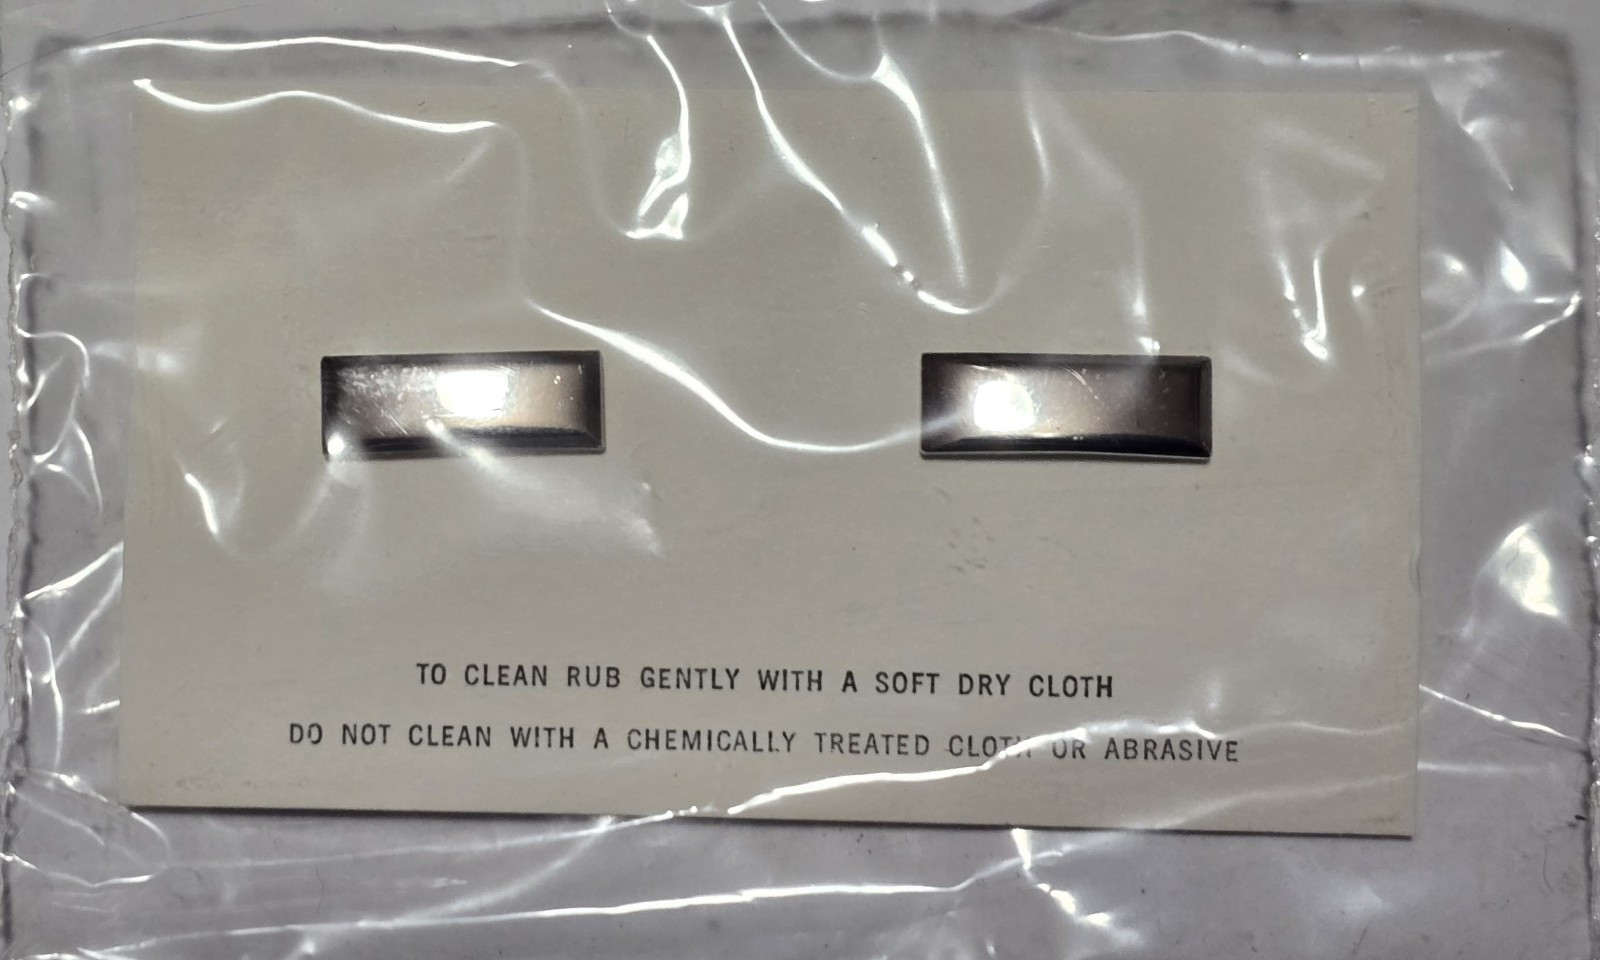 TO CLEAN RUB GENTLY WITH A SOFT DRY CLOTH
DO NOT CLEAN WITH A CHEMICALLY TREATED CLOTH OR ABRASIVE